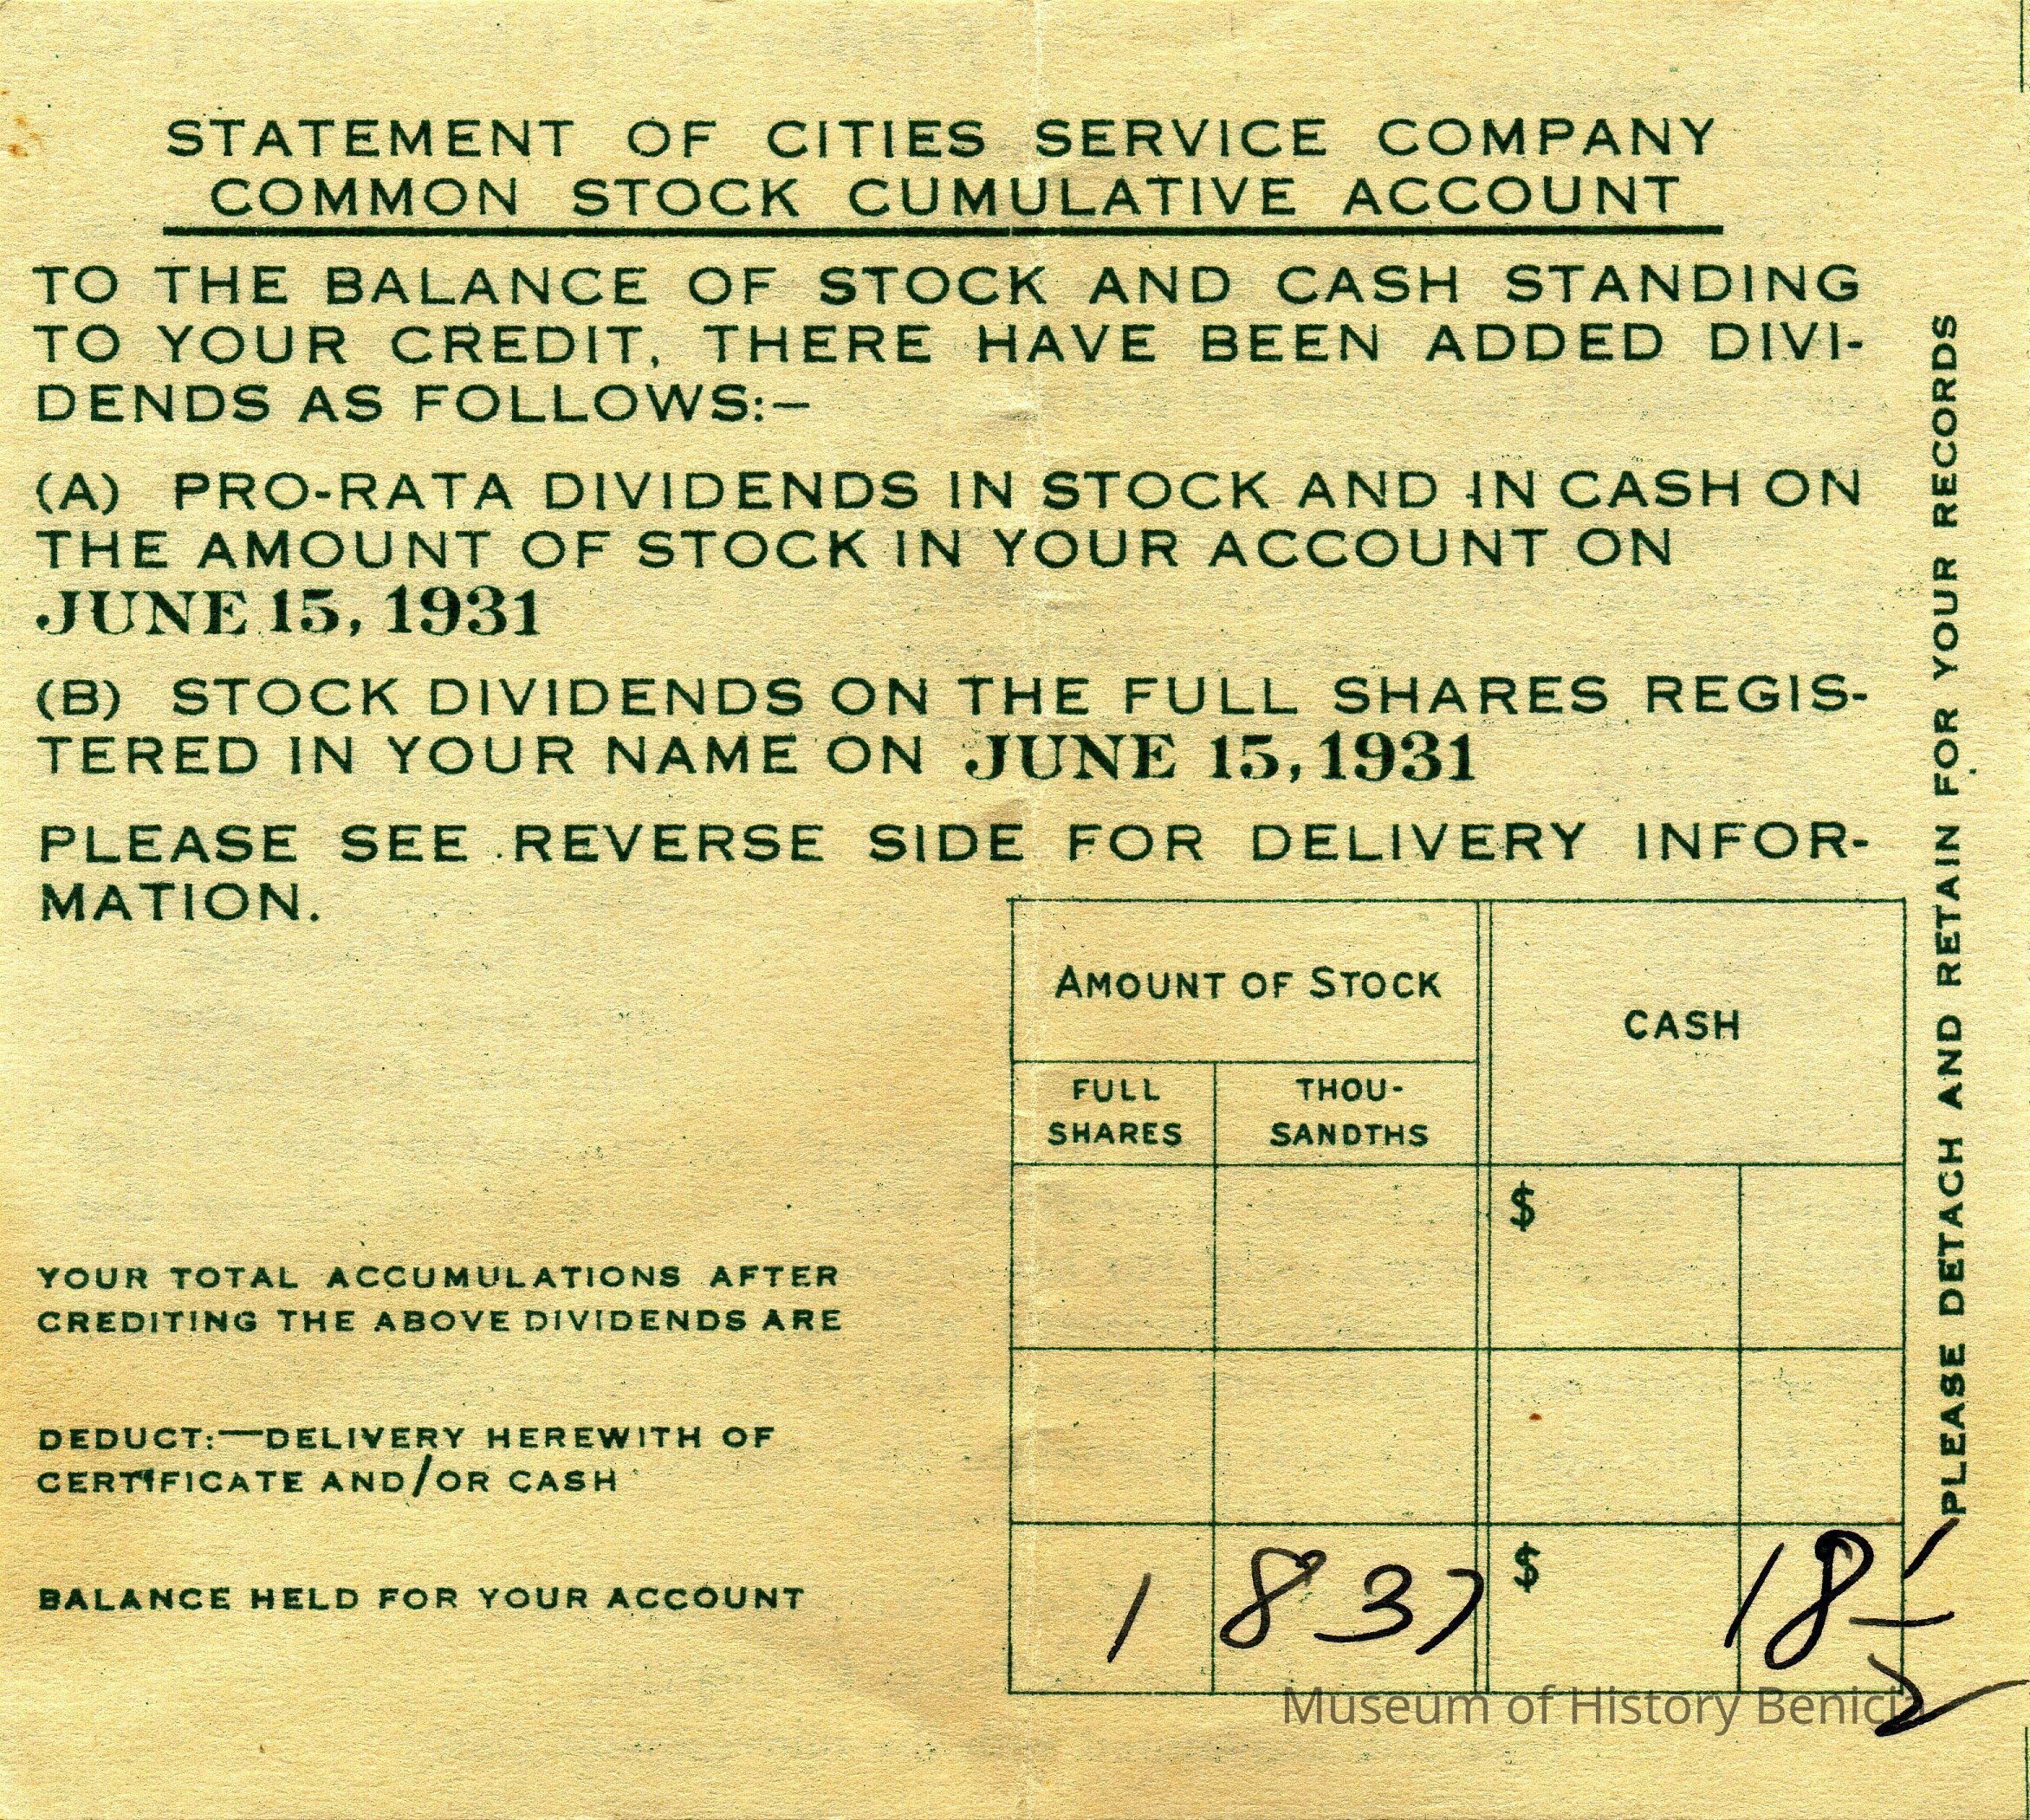 STATEMENT OF CITIES SERVICE COMPANY
COMMON STOCK CUMULATIVE ACCOUNT
TO THE BALANCE OF STOCK AND CASH STANDING
TO YOUR CREDIT, THERE HAVE BEEN ADDED DIVI-
DENDS AS FOLLOWS:—
(A) PRO-RATA DIVIDENDS IN STOCK AND IN CASH ON
THE AMOUNT OF STOCK IN YOUR ACCOUNT ON
JUNE 15, 1931
(B) STOCK DIVIDENDS ON THE FULL SHARES REGIS-
TERED IN YOUR NAME ON JUNE 15, 1931
PLEASE SEE REVERSE SIDE FOR DELIVERY INFOR-
MATION.
AMOUNT OF STOCK
CASH
FULL
SHARES
THOU-
SANDTHS
$
YOUR TOTAL ACCUMULATIONS AFTER
CREDITING THE ABOVE DIVIDENDS ARE
DEDUCT:—DELIVERY HEREWITH OF
CERTIFICATE AND/OR CASH
BALANCE HELD FOR YOUR ACCOUNT
1 837 $ 18 1/2
PLEASE DETACH AND RETAIN FOR YOUR RECORDS
Museum of History Benicia